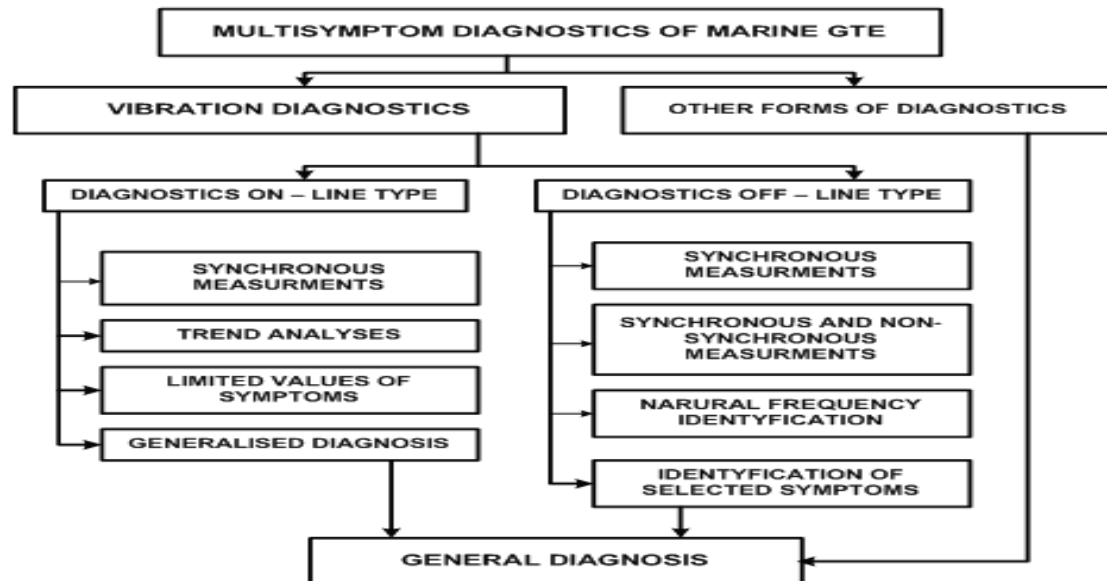 MULTISYMPTOM DIAGNOSTICS OF MARINE GTE
VIBRATION DIAGNOSTICS
OTHER FORMS OF DIAGNOSTICS
DIAGNOSTICS ON – LINE TYPE
DIAGNOSTICS OFF – LINE TYPE
SYNCHRONOUS
MEASURMENTS
TREND ANALYSES
LIMITED VALUES OF
SYMPTOMS
GENERALISED DIAGNOSIS
SYNCHRONOUS
MEASURMENTS
SYNCHRONOUS AND NON-
SYNCHRONOUS
MEASURMENTS
NARURAL FREQUENCY
IDENTYFICATION
IDENTYFICATION OF
SELECTED SYMPTOMS
GENERAL DIAGNOSIS